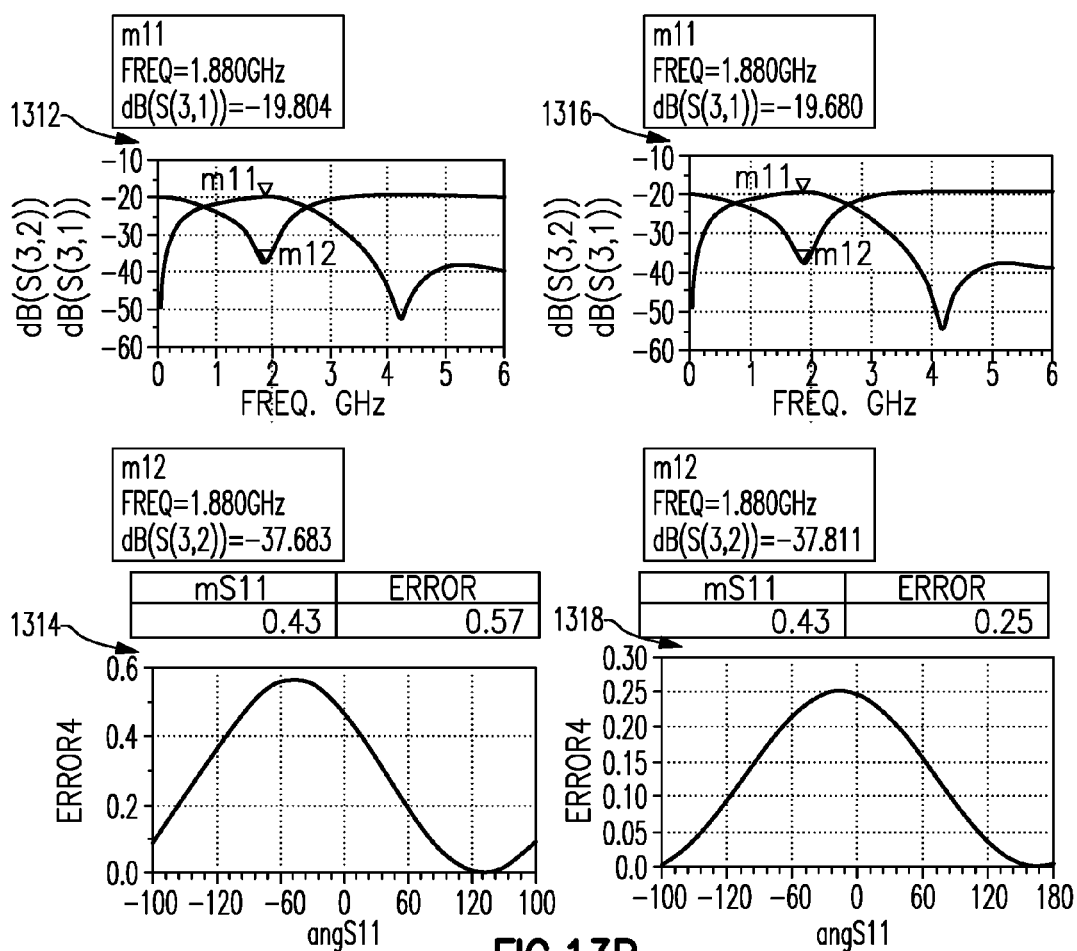 m11
FREQ=1.880GHz
dB(S(3,1))=-19.804
1312
-10
-20
-30
-40
-50
-60
dB(S(3,2))
dB(S(3,1))
m11
m12
0 1 2 3 4 5 6
FREQ. GHz
m11
FREQ=1.880GHz
dB(S(3,1))=-19.680
1316
-10
-20
-30
-40
-50
-60
dB(S(3,2))
dB(S(3,1))
m11
m12
0 1 2 3 4 5 6
FREQ. GHz
m12
FREQ=1.880GHz
dB(S(3,2))=-37.683
mS11 ERROR
0.43 0.57
1314
0.6
0.4
0.2
0.0
ERROR4
-100 -120 -60 0 60 120 100
angS11
m12
FREQ=1.880GHz
dB(S(3,2))=-37.811
mS11 ERROR
0.43 0.25
1318
0.30
0.25
0.20
0.15
0.10
0.05
0.0
ERROR4
-100 -120 -60 0 60 120 180
angS11